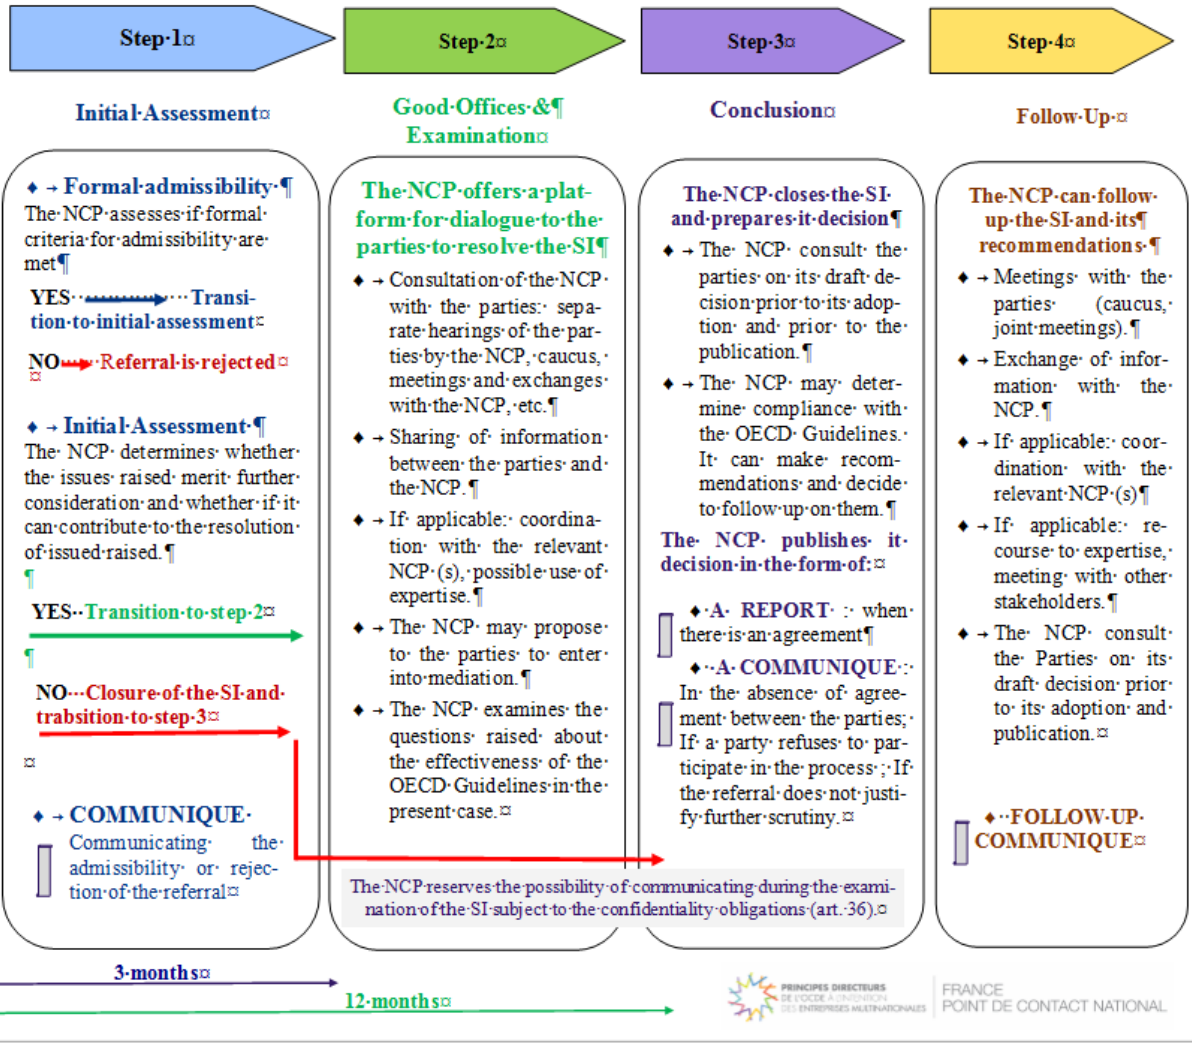 Step·1¤
Step·2¤
Step·3¤
Step·4¤
Initial·Assessment¤
Good·Offices·&¶
Examination¤
Conclusion¤
Follow·Up·¤
♦ → Formal·admissibility·¶
The·NCP·assesses·if·formal·
criteria·for·admissibility·are·
met¶
YES·· ···Transi-
tion·to·initial·assessment¤
NO ·Referral·is·rejected¤
¤
♦ → Initial·Assessment·¶
The· NCP· determines· whether·
the· issues· raised· merit· further·
consideration·and·whether·if·it·
can·contribute·to·the·resolution·
of·issued·raised.¶
¶
YES··Transition·to·step·2¤
¶
NO···Closure·of·the·SI·and·
trabsition·to·step·3¤
¤
♦ → COMMUNIQUE·
Communicating· the·
admissibility· or· rejec-
tion·of·the·referral¤
The·NCP·offers·a·plat-
form·for·dialogue·to·the·
parties·to·resolve·the·SI¶
♦ → Consultation·of·the·NCP·
with· the· parties:· sepa-
rate·hearings·of·the·par-
ties·by·the·NCP,·caucus,·
meetings·and·exchanges·
with·the·NCP,·etc.¶
♦ → Sharing· of· information·
between·the·parties·and·
the·NCP.¶
♦ → If· applicable:· coordina-
tion· with· the· relevant·
NCP·(s),·possible·use·of·
expertise.¶
♦ → The· NCP· may· propose·
to· the· parties· to· enter·
into·mediation.¶
♦ → The· NCP· examines· the·
questions· raised· about·
the· effectiveness· of· the·
OECD·Guidelines·in·the·
present·case.¤
The·NCP·closes·the·SI·
and·prepares·it·decision¶
♦ → The· NCP· consult· the·
parties· on· its· draft· de-
cision·prior·to·its·adop-
tion· and· prior· to· the·
publication.¶
♦ → The· NCP· may· deter-
mine· compliance· with·
the· OECD· Guidelines.·
It· can· make· recom-
mendations· and· decide·
to·follow·up·on·them.¶
The· NCP· publishes· it·
decision·in·the·form·of:¤
♦·A· REPORT· :· when·
there·is·an·agreement¶
♦··A·COMMUNIQUE·:·
In· the· absence· of· agree-
ment· between· the· parties;·
If· a· party· refuses· to· par-
ticipate·in·the·process·;·If·
the·referral·does·not·justi-
fy·further·scrutiny.¤
The·NCP·can·follow·
up·the·SI·and·its¶
recommendations·¶
♦ → Meetings· with· the·
parties· (caucus,·
joint·meetings).¶
♦ → Exchange· of· infor-
mation· with· the·
NCP.¶
♦ → If· applicable:· coor-
dination· with· the·
relevant·NCP·(s)¶
♦ → If· applicable:· re-
course·to·expertise,·
meeting· with· other·
stakeholders.¶
♦ → The· NCP· consult·
the· Parties· on· its·
draft· decision· prior·
to· its· adoption· and·
publication.¤
♦··FOLLOW·UP·
COMMUNIQUE¤
The·NCP·reserves·the·possibility·of·communicating·during·the·exami-
nation·of·the·SI·subject·to·the·confidentiality·obligations·(art.·36).¤
3·months¤
12·months¤
PRINCIPES DIRECTEURS
DE L'OCDE À L'INTENTION
DES ENTREPRISES MULTINATIONALES
FRANCE
POINT DE CONTACT NATIONAL